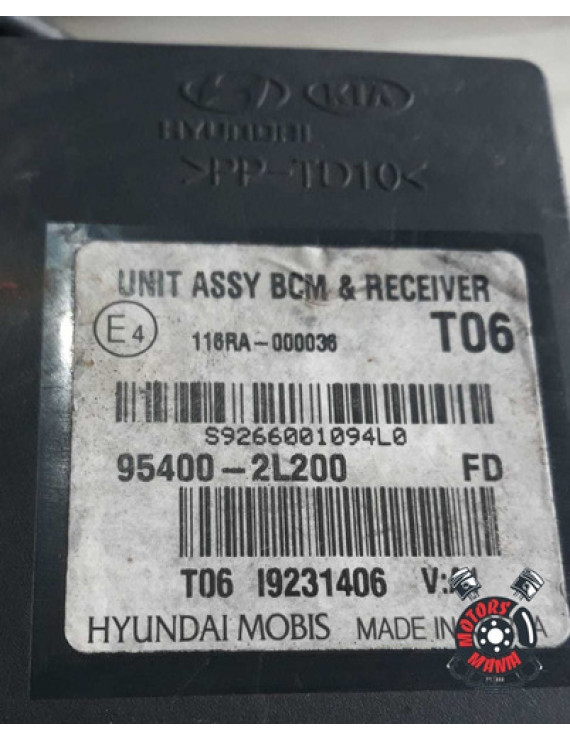 KIA
HYUNDAI
>PP-TD10<
UNIT ASSY BCM & RECEIVER
E4 116RA-000036 T06
S9266001094L0
95400-2L200 FD
T06 I9231406
HYUNDAI MOBIS MADE IN
MOTORS
MANIA